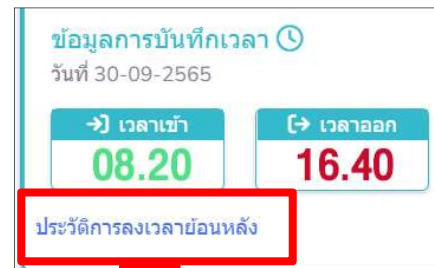 ข้อมูลการบันทึกเวลา
วันที่ 30-09-2565
เวลาเข้า เวลาออก
08.20 16.40
ประวัติการลงเวลาย้อนหลัง